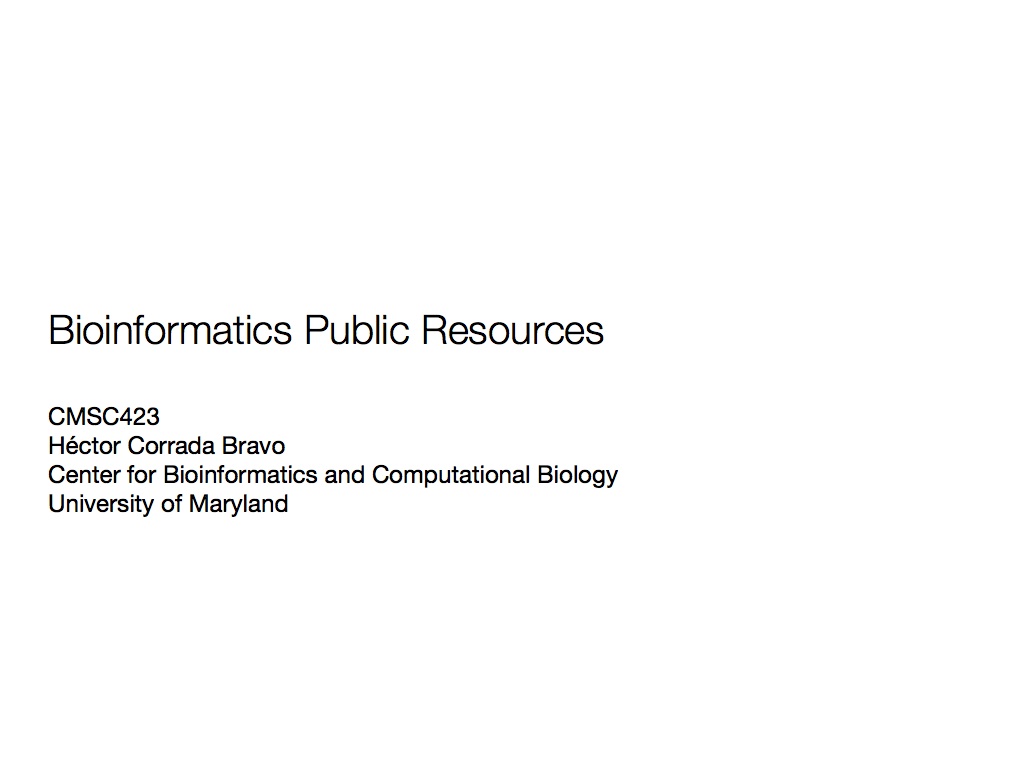 Bioinformatics Public Resources
CMSC423
Héctor Corrada Bravo
Center for Bioinformatics and Computational Biology
University of Maryland